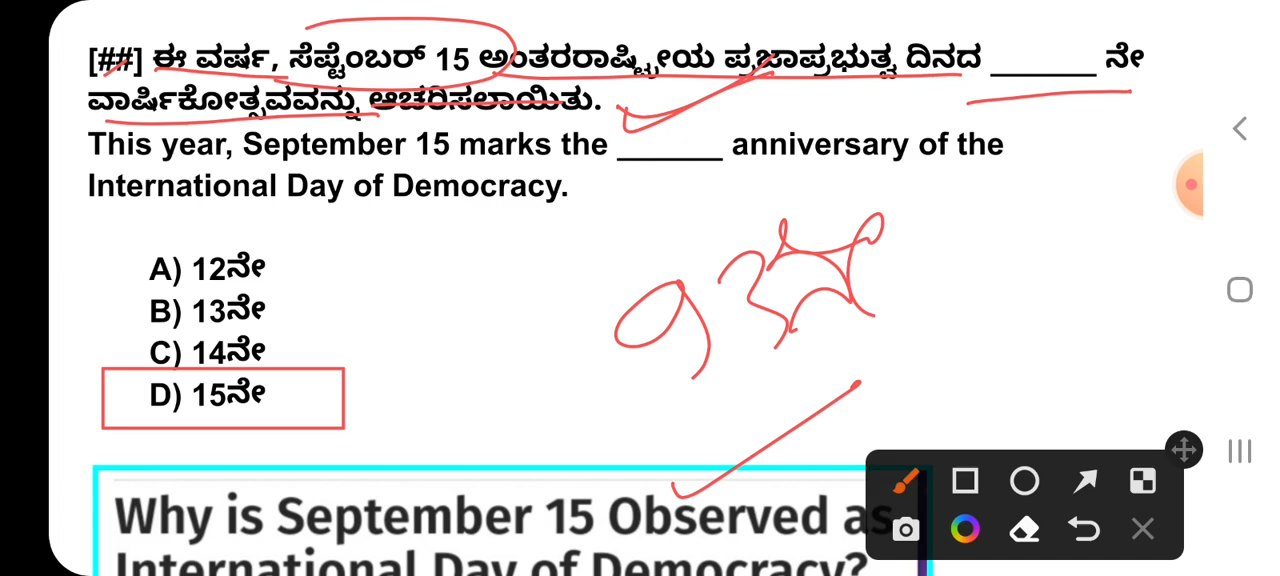 [##] ಈ ವರ್ಷ, ಸೆಪ್ಟೆಂಬರ್ 15 ಅಂತರರಾಷ್ಟ್ರೀಯ ಪ್ರಜಾಪ್ರಭುತ್ವ ದಿನದ ______ ನೇ
ವಾರ್ಷಿಕೋತ್ಸವವನ್ನು ಆಚರಿಸಲಾಯಿತು.
This year, September 15 marks the ______ anniversary of the
International Day of Democracy.
A) 12ನೇ
B) 13ನೇ
C) 14ನೇ
D) 15ನೇ
Why is September 15 Observed as
International Day of Democracy?